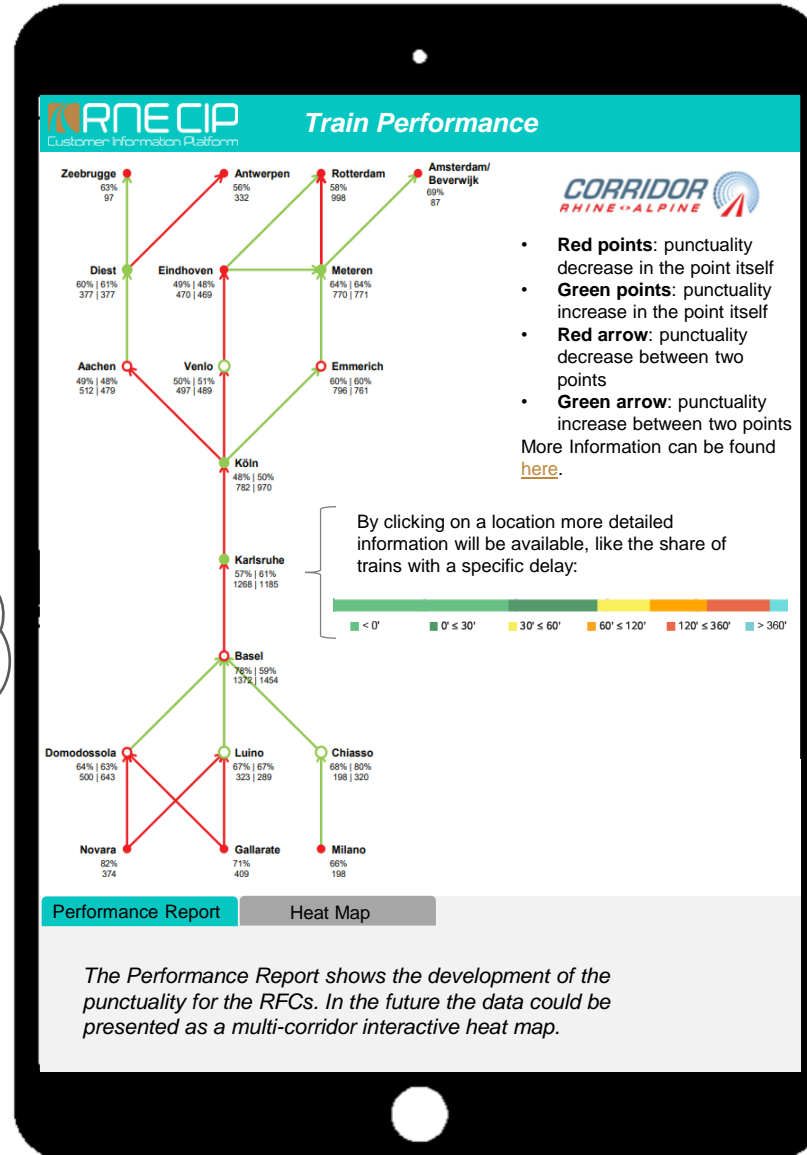 RNE CIP
Customer Information Platform
Train Performance
Zeebrugge
63%
97
Antwerpen
56%
332
Rotterdam
58%
998
Amsterdam/
Beverwijk
69%
87
CORRIDOR
RHINE<>ALPINE
Diest
60% | 61%
377 | 377
Eindhoven
49% | 48%
470 | 469
Meteren
64% | 64%
770 | 771
Aachen
49% | 48%
512 | 479
Venlo
50% | 51%
497 | 489
Emmerich
60% | 60%
796 | 761
Köln
48% | 50%
782 | 970
Karlsruhe
57% | 61%
1268 | 1185
Basel
78% | 59%
1372 | 1454
Domodossola
64% | 63%
500 | 643
Luino
67% | 67%
323 | 289
Chiasso
68% | 80%
198 | 320
Novara
82%
374
Gallarate
71%
409
Milano
66%
198
• Red points: punctuality
decrease in the point itself
• Green points: punctuality
increase in the point itself
• Red arrow: punctuality
decrease between two
points
• Green arrow: punctuality
increase between two points
More Information can be found
here.
By clicking on a location more detailed
information will be available, like the share of
trains with a specific delay:
< 0' 0' ≤ 30' 30' ≤ 60' 60' ≤ 120' 120' ≤ 360' > 360'
Performance Report Heat Map
The Performance Report shows the development of the
punctuality for the RFCs. In the future the data could be
presented as a multi-corridor interactive heat map.